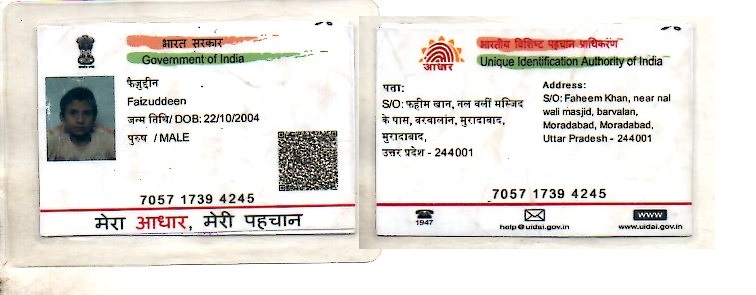 भारत सरकार
Government of India
फैज़ुद्दीन
Faizuddeen
जन्म तिथि/ DOB: 22/10/2004
पुरुष / MALE
7057 1739 4245
मेरा आधार, मेरी पहचान
भारतीय विशिष्ट पहचान प्राधिकरण
Unique Identification Authority of India
आधार
पता:
S/O: फहीम खान, नल वली मस्जिद
के पास, बरवालांन, मुरादाबाद,
मुरादाबाद,
उत्तर प्रदेश - 244001
Address:
S/O: Faheem Khan, near nal
wali masjid, barvalan,
Moradabad, Moradabad,
Uttar Pradesh - 244001
7057 1739 4245
1947
help@uidai.gov.in
www
www.uidai.gov.in